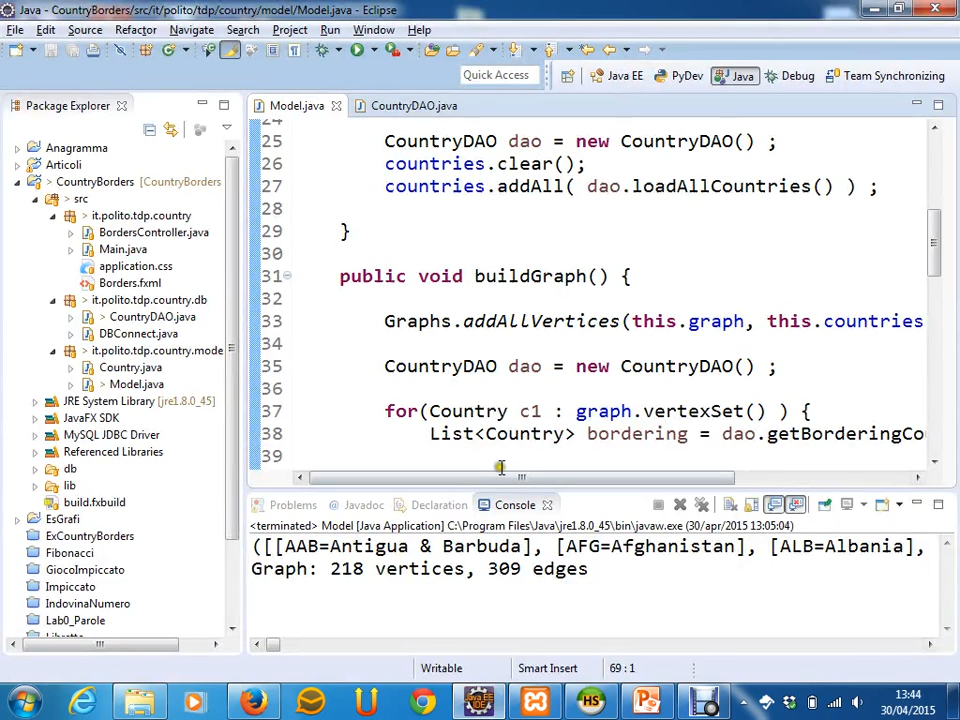 Java - CountryBorders/src/it/polito/tdp/country/model/Model.java - Eclipse
File Edit Source Refactor Navigate Search Project Run Window Help
Quick Access Java EE PyDev Java Debug Team Synchronizing
Package Explorer
Anagramma
Articoli
> CountryBorders [CountryBorders
> src
> it.polito.tdp.country
BordersController.java
Main.java
application.css
Borders.fxml
> it.polito.tdp.country.db
> CountryDAO.java
DBConnect.java
> it.polito.tdp.country.mode
Country.java
> Model.java
JRE System Library [jre1.8.0_45]
JavaFX SDK
MySQL JDBC Driver
Referenced Libraries
db
lib
build.fxbuild
EsGrafi
ExCountryBorders
Fibonacci
GiocoImpiccato
Impiccato
IndovinaNumero
Lab0_Parole
Libretto
Model.java CountryDAO.java
24
25 CountryDAO dao = new CountryDAO() ;
26 countries.clear();
27 countries.addAll( dao.loadAllCountries() ) ;
28
29 }
30
31 public void buildGraph() {
32
33 Graphs.addAllVertices(this.graph, this.countries
34
35 CountryDAO dao = new CountryDAO() ;
36
37 for(Country c1 : graph.vertexSet() ) {
38 List<Country> bordering = dao.getBorderingCou
39
Problems Javadoc Declaration Console
<terminated> Model [Java Application] C:\Program Files\Java\jre1.8.0_45\bin\javaw.exe (30/apr/2015 13:05:04)
([[AAB=Antigua & Barbuda], [AFG=Afghanistan], [ALB=Albania],
Graph: 218 vertices, 309 edges
Writable Smart Insert 69 : 1
13:44
30/04/2015